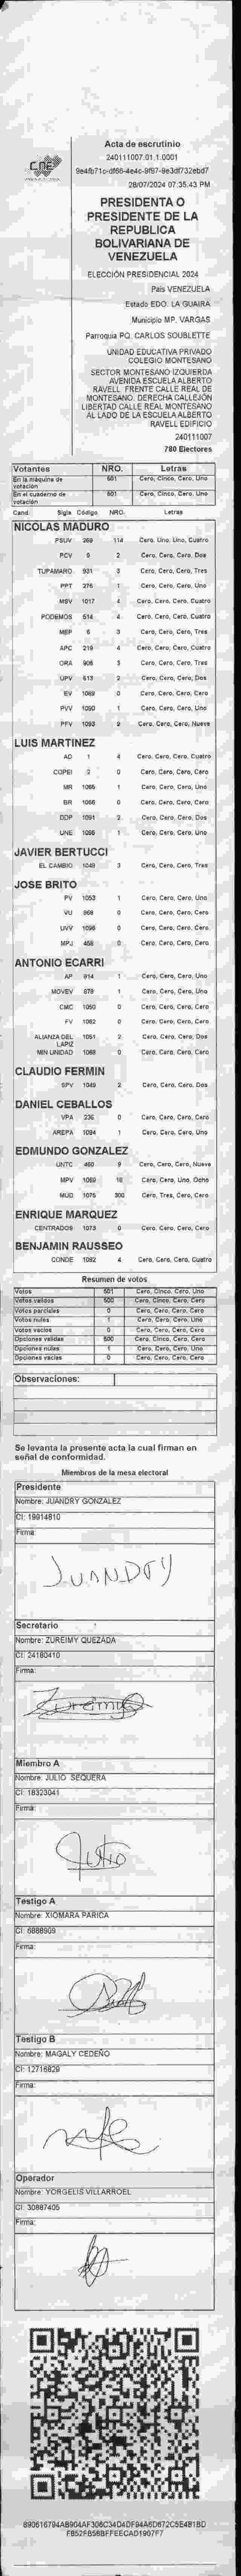 CNE
Acta de escrutinio
240111007.01.1.0001
28/07/2024 07:35:43 PM
PRESIDENTA O
PRESIDENTE DE LA
REPUBLICA
BOLIVARIANA DE
VENEZUELA
ELECCIÓN PRESIDENCIAL 2024
País VENEZUELA
Estado EDO. LA GUAIRA
Municipio MP. VARGAS
Parroquia PQ. CARLOS SOUBLETTE
UNIDAD EDUCATIVA PRIVADO
COLEGIO MONTESANO
SECTOR MONTESANO IZQUIERDA
AVENIDA ESCUELA ALBERTO
RAVELL. FRENTE CALLE REAL DE
MONTESANO. DERECHA CALLEJÓN
LIBERTAD CALLE REAL MONTESANO
AL LADO DE LA ESCUELA ALBERTO
RAVELL EDIFICIO
240111007
780 Electores
Votantes NRO. Letras
En la máquina de votación 501 Cero, Cinco, Cero, Uno
En el cuaderno de votación 501 Cero, Cinco, Cero, Uno
Cand. Sigla Código NRO. Letras
NICOLAS MADURO
PSUV 269 114 Cero, Uno, Uno, Cuatro
PCV 9 2 Cero, Cero, Cero, Dos
TUPAMARO 931 3 Cero, Cero, Cero, Tres
PPT 276 1 Cero, Cero, Cero, Uno
MSV 1017 4 Cero, Cero, Cero, Cuatro
PODEMOS 514 4 Cero, Cero, Cero, Cuatro
MEP 6 3 Cero, Cero, Cero, Tres
APC 219 4 Cero, Cero, Cero, Cuatro
ORA 906 3 Cero, Cero, Cero, Tres
UPV 613 2 Cero, Cero, Cero, Dos
EV 1089 0 Cero, Cero, Cero, Cero
PVV 1090 1 Cero, Cero, Cero, Uno
PFV 1093 9 Cero, Cero, Cero, Nueve
LUIS MARTINEZ
AD 1 4 Cero, Cero, Cero, Cuatro
COPEI 2 0 Cero, Cero, Cero, Cero
MR 1065 1 Cero, Cero, Cero, Uno
BR 1066 0 Cero, Cero, Cero, Cero
DDP 1091 2 Cero, Cero, Cero, Dos
UNE 1095 1 Cero, Cero, Cero, Uno
JAVIER BERTUCCI
EL CAMBIO 1048 3 Cero, Cero, Cero, Tres
JOSE BRITO
PV 1053 1 Cero, Cero, Cero, Uno
VU 868 0 Cero, Cero, Cero, Cero
UVV 1096 0 Cero, Cero, Cero, Cero
MPJ 458 0 Cero, Cero, Cero, Cero
ANTONIO ECARRI
AP 914 1 Cero, Cero, Cero, Uno
MOVEV 879 1 Cero, Cero, Cero, Uno
CMC 1050 0 Cero, Cero, Cero, Cero
FV 1062 0 Cero, Cero, Cero, Cero
ALIANZA DEL LAPIZ 1051 2 Cero, Cero, Cero, Dos
MIN UNIDAD 1068 0 Cero, Cero, Cero, Cero
CLAUDIO FERMIN
SPV 1049 2 Cero, Cero, Cero, Dos
DANIEL CEBALLOS
VPA 236 0 Cero, Cero, Cero, Cero
AREPA 1094 1 Cero, Cero, Cero, Uno
EDMUNDO GONZALEZ
UNTC 460 9 Cero, Cero, Cero, Nueve
MPV 1069 18 Cero, Cero, Uno, Ocho
MUD 1075 300 Cero, Tres, Cero, Cero
ENRIQUE MARQUEZ
CENTRADOS 1073 0 Cero, Cero, Cero, Cero
BENJAMIN RAUSSEO
CONDE 1092 4 Cero, Cero, Cero, Cuatro
Resumen de votos
Votos 501 Cero, Cinco, Cero, Uno
Votos validos 500 Cero, Cinco, Cero, Cero
Votos parciales 0 Cero, Cero, Cero, Cero
Votos nulos 1 Cero, Cero, Cero, Uno
Votos vacios 0 Cero, Cero, Cero, Cero
Opciones validas 500 Cero, Cinco, Cero, Cero
Opciones nulas 1 Cero, Cero, Cero, Uno
Opciones vacias 0 Cero, Cero, Cero, Cero
Observaciones:
Se levanta la presente acta la cual firman en
señal de conformidad.
Miembros de la mesa electoral
Presidente
Nombre: JUANDRY GONZALEZ
CI: 19914810
Firma:
JUANDRY
Secretario
Nombre: ZUREIMY QUEZADA
CI: 24180410
Firma:
Zureimy
Miembro A
Nombre: JULIO SEQUERA
CI: 18323041
Firma:
Julio
Testigo A
Nombre: XIOMARA PARICA
CI: 6888909
Firma:
Testigo B
Nombre: MAGALY CEDEÑO
CI: 12716829
Firma:
Operador
Nombre: YORGELIS VILLARROEL
CI: 30887405
Firma: